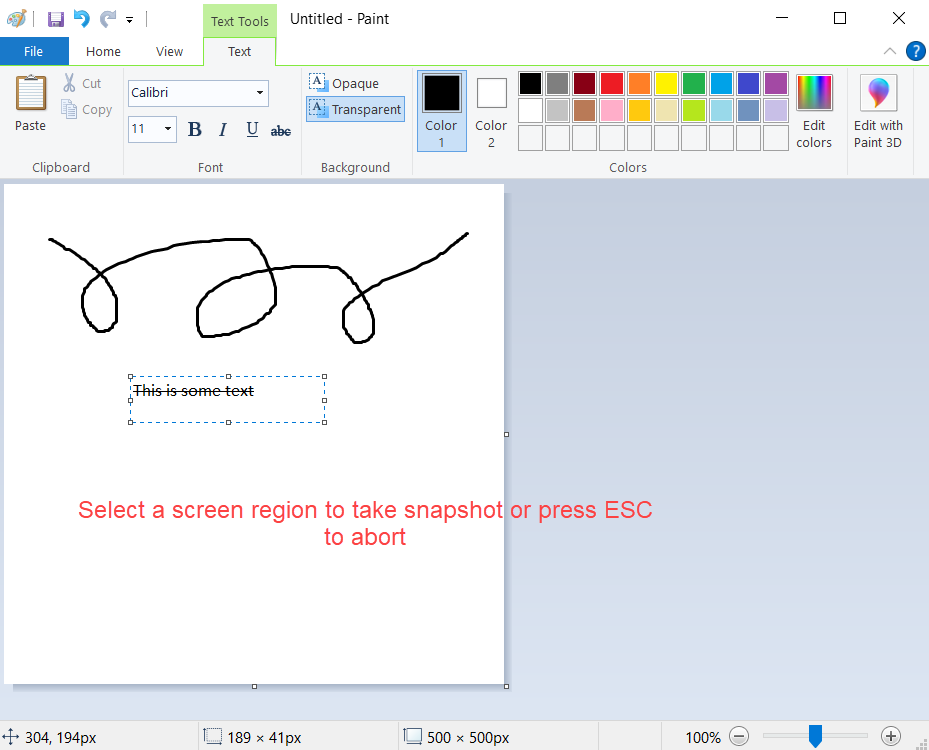 Text Tools
Untitled - Paint
File
Home
View
Text
Paste
Cut
Copy
Clipboard
Calibri
11
B I U abc
Font
Opaque
Transparent
Background
Color
1
Color
2
Edit
colors
Colors
Edit with
Paint 3D
This is some text
Select a screen region to take snapshot or press ESC
to abort
304, 194px
189 × 41px
500 × 500px
100%